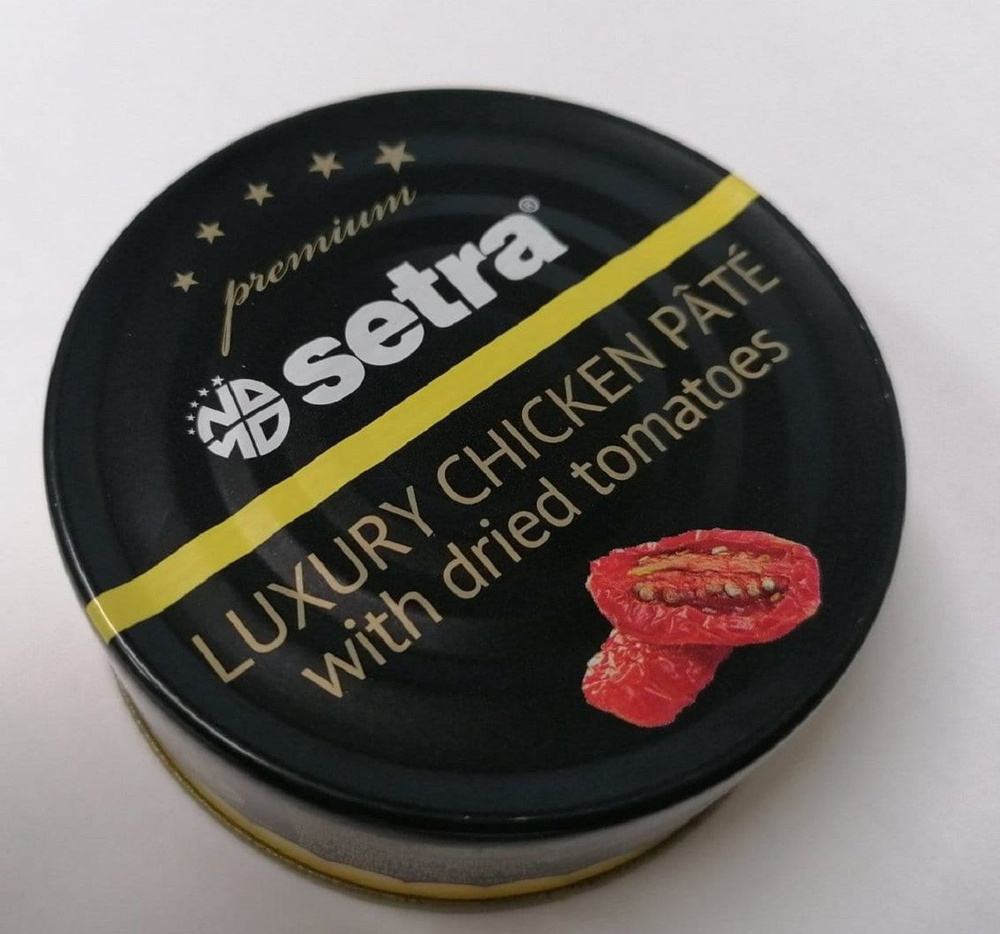 premium
setra®
LUXURY CHICKEN PÂTÉ
with dried tomatoes